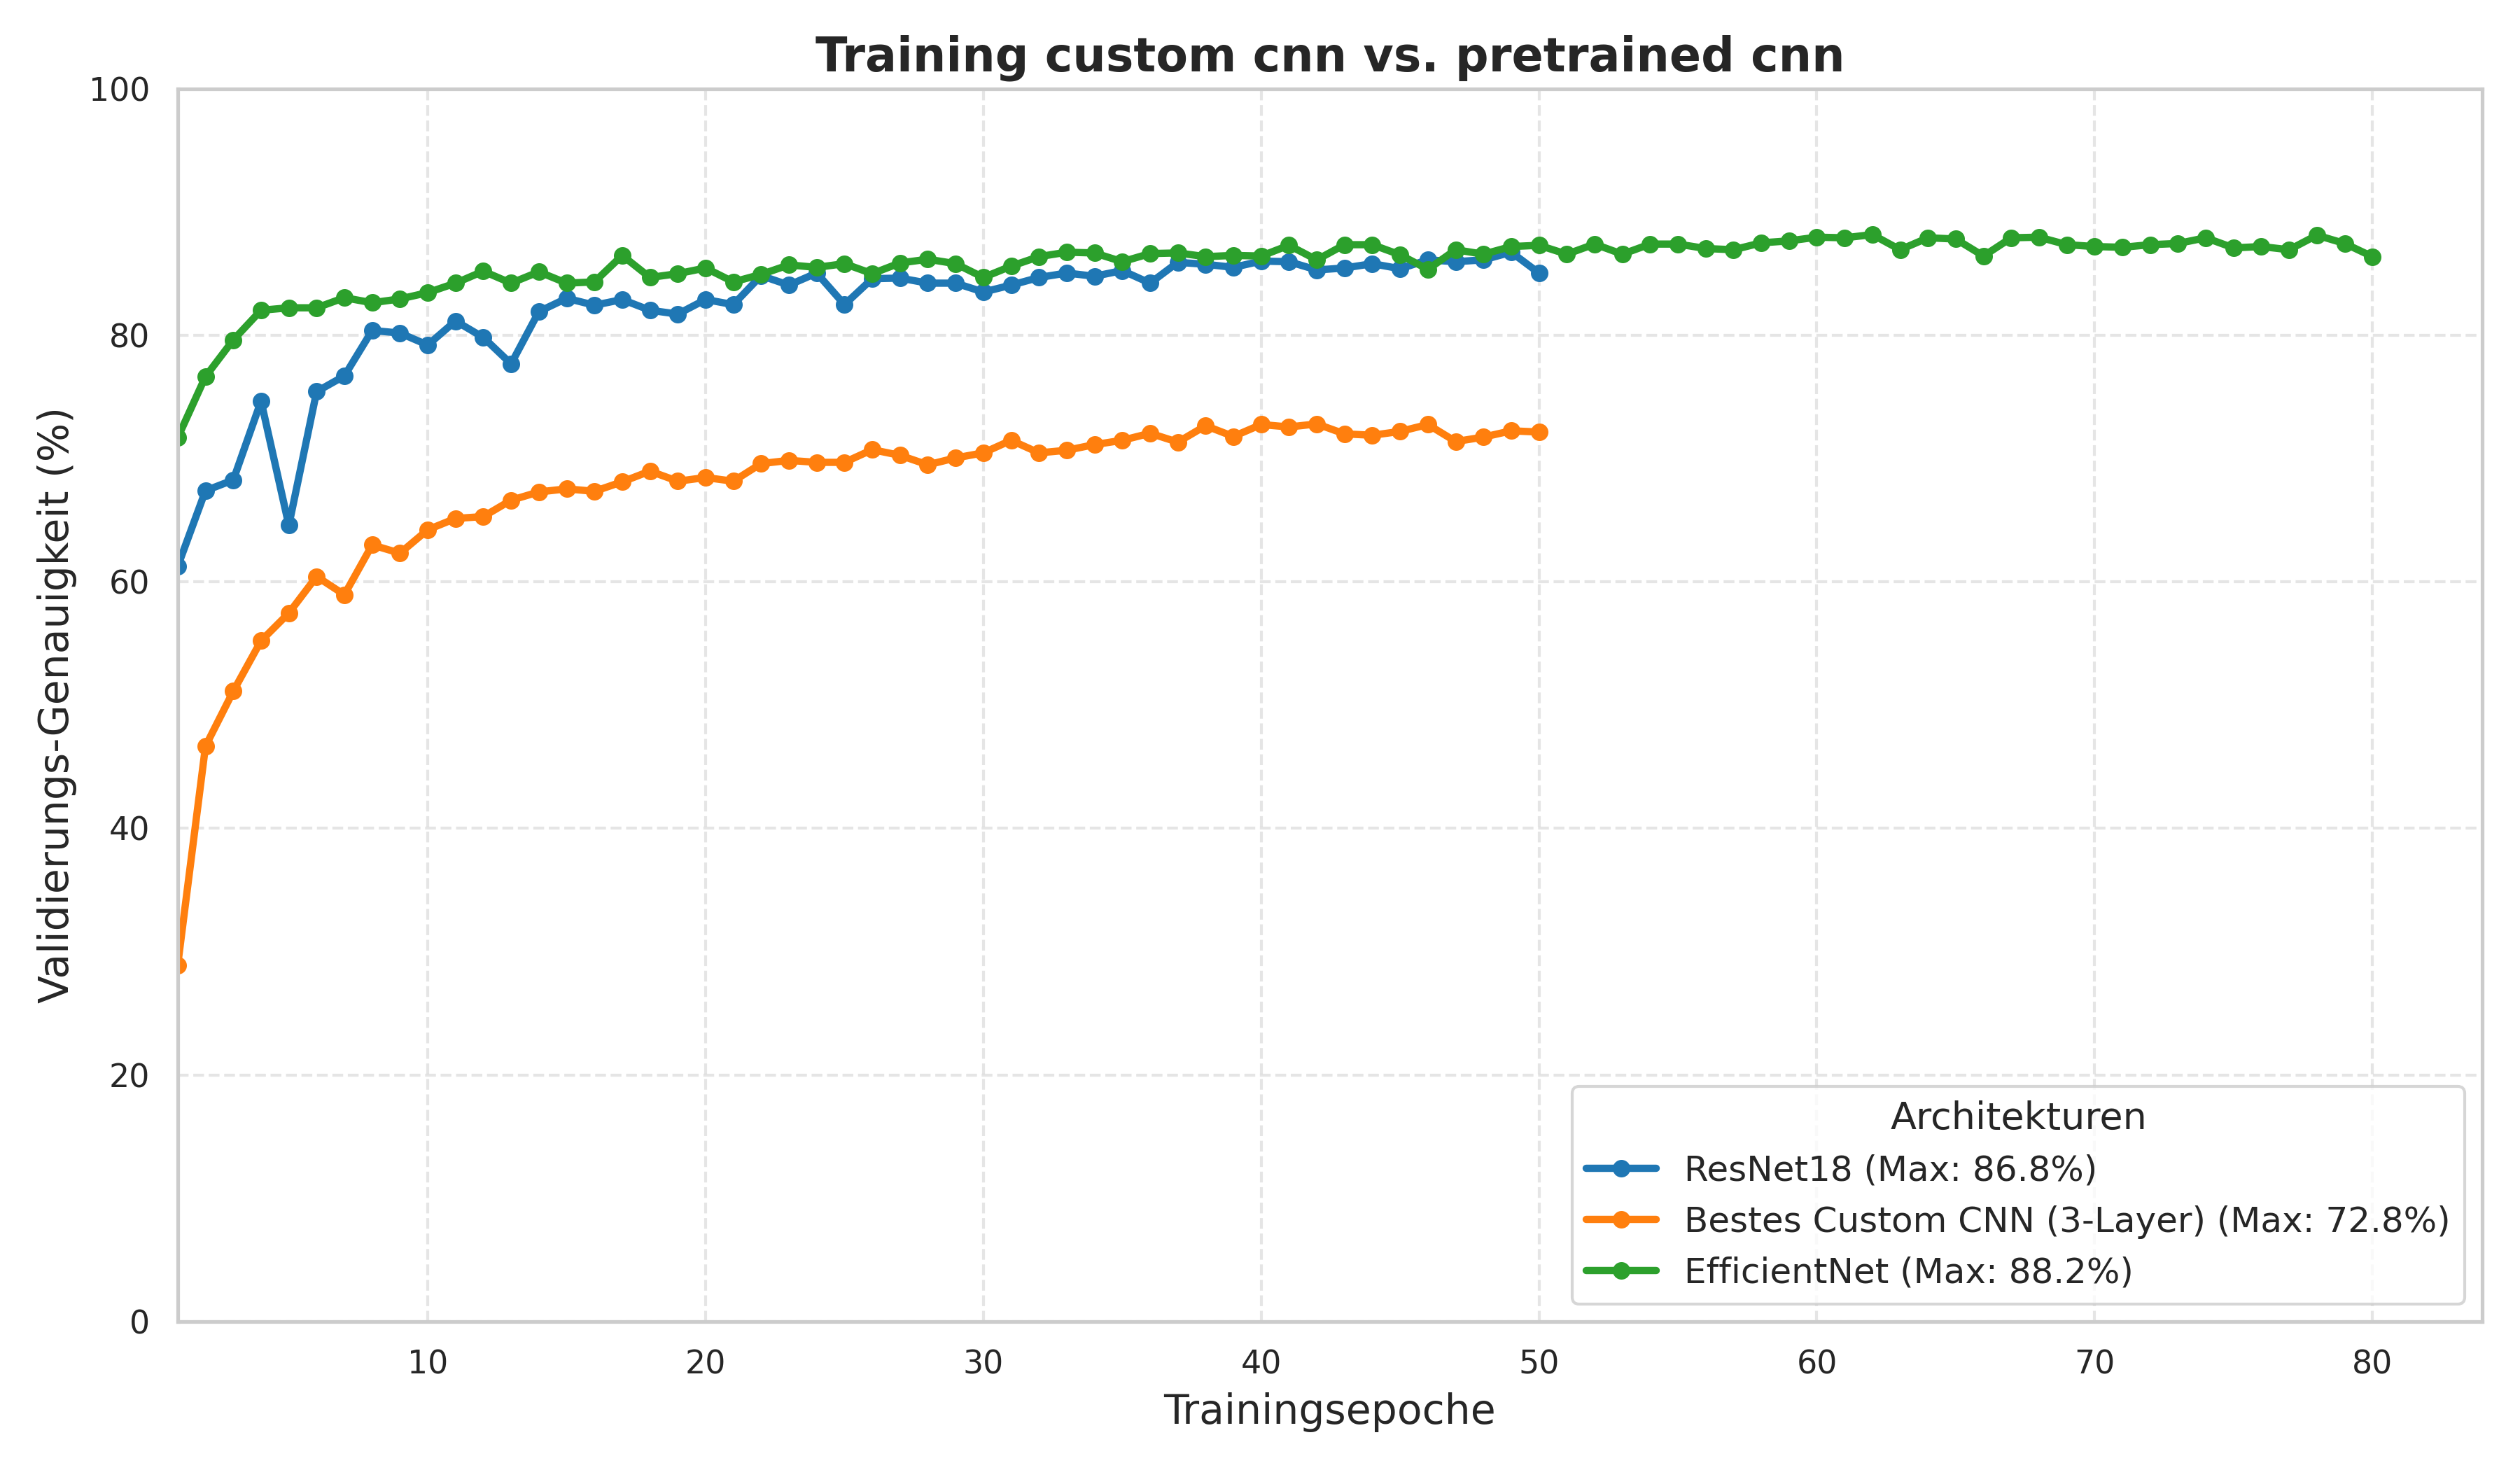 Training custom cnn vs. pretrained cnn
Validierungs-Genauigkeit (%)
100
80
60
40
20
0
10 20 30 40 50 60 70 80
Trainingsepoche
Architekturen
ResNet18 (Max: 86.8%)
Bestes Custom CNN (3-Layer) (Max: 72.8%)
EfficientNet (Max: 88.2%)